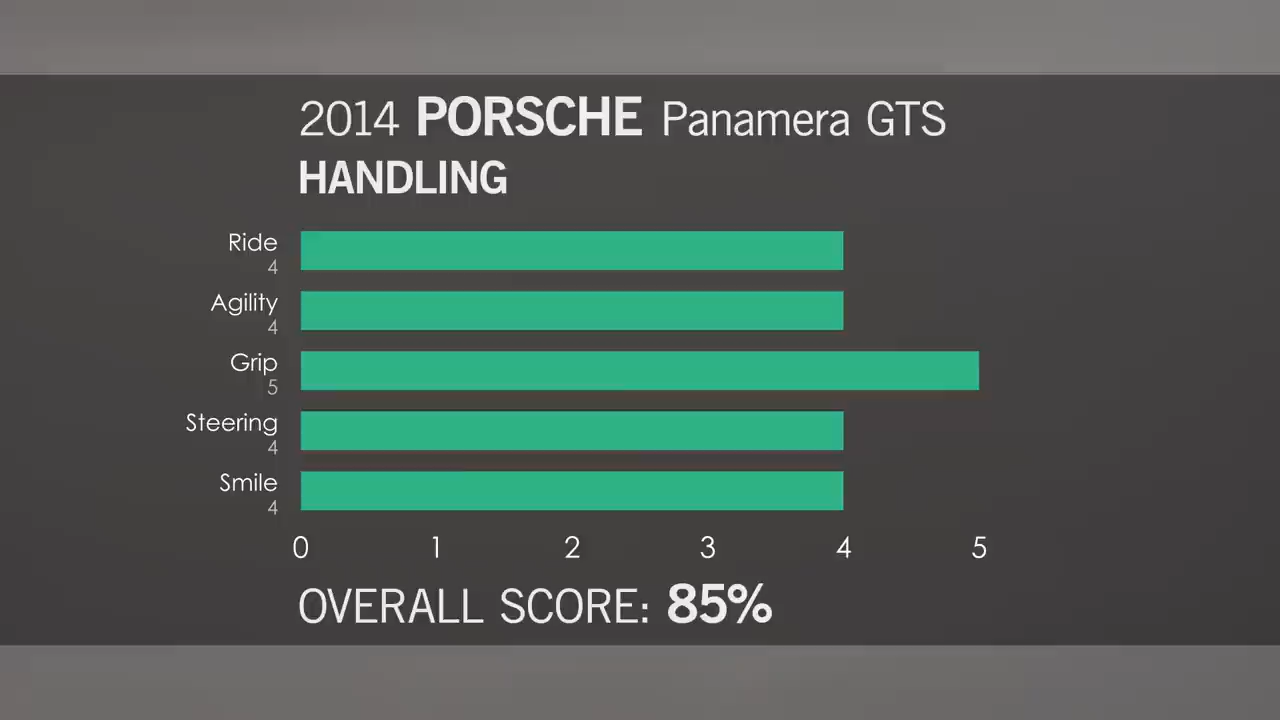 2014 PORSCHE Panamera GTS
HANDLING
Ride
4
Agility
4
Grip
5
Steering
4
Smile
4
0 1 2 3 4 5
OVERALL SCORE: 85%